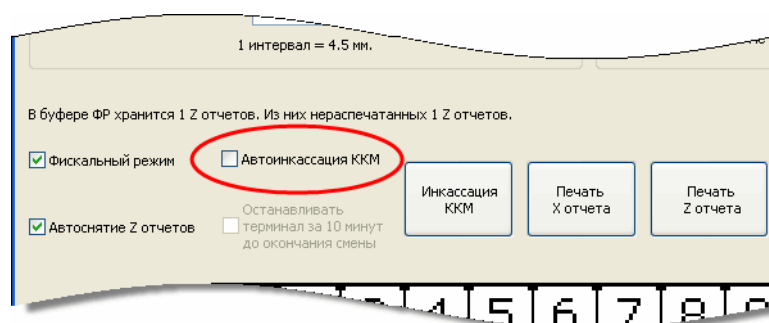 1 интервал = 4.5 мм.
В буфере ФР хранится 1 Z отчетов. Из них нераспечатанных 1 Z отчетов.
Фискальный режим
Автоинкассация ККМ
Инкассация
ККМ
Печать
X отчета
Печать
Z отчета
Автоснятие Z отчетов
Останавливать
терминал за 10 минут
до окончания смены
4 5 6 7 8